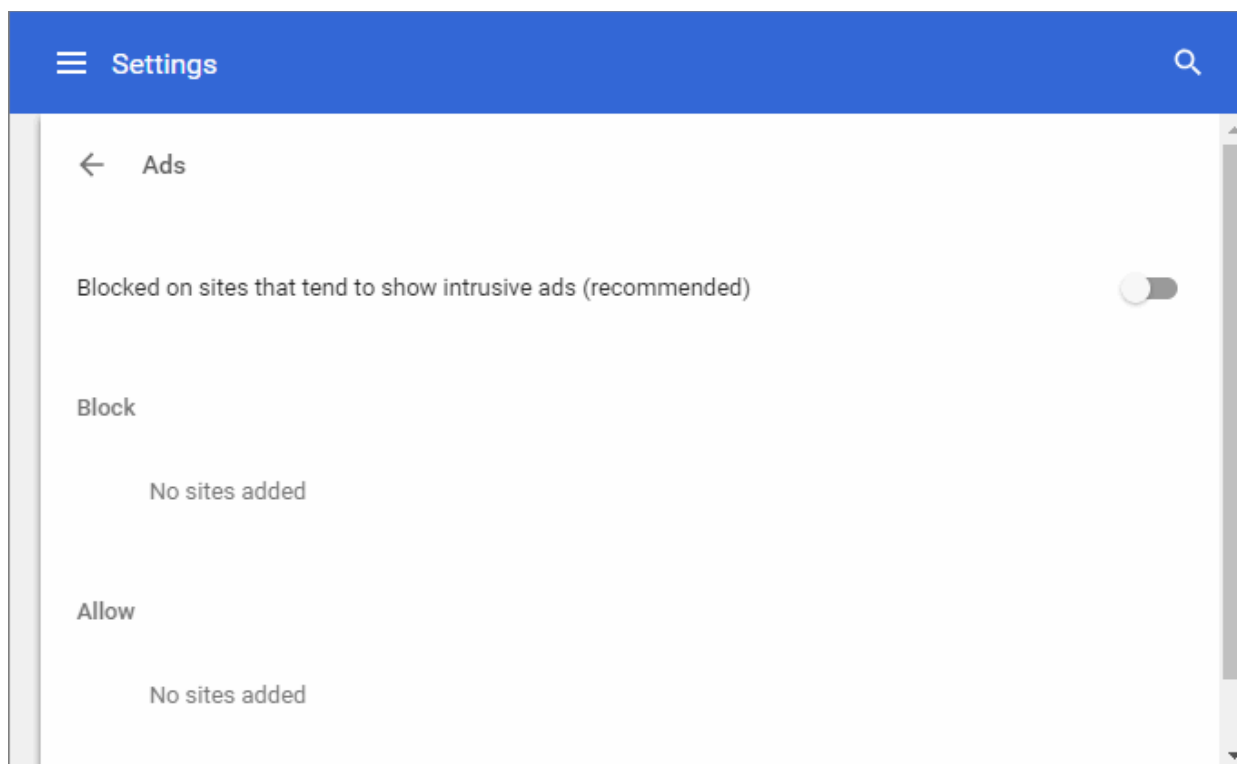 Settings
Ads
Blocked on sites that tend to show intrusive ads (recommended)
Block
No sites added
Allow
No sites added